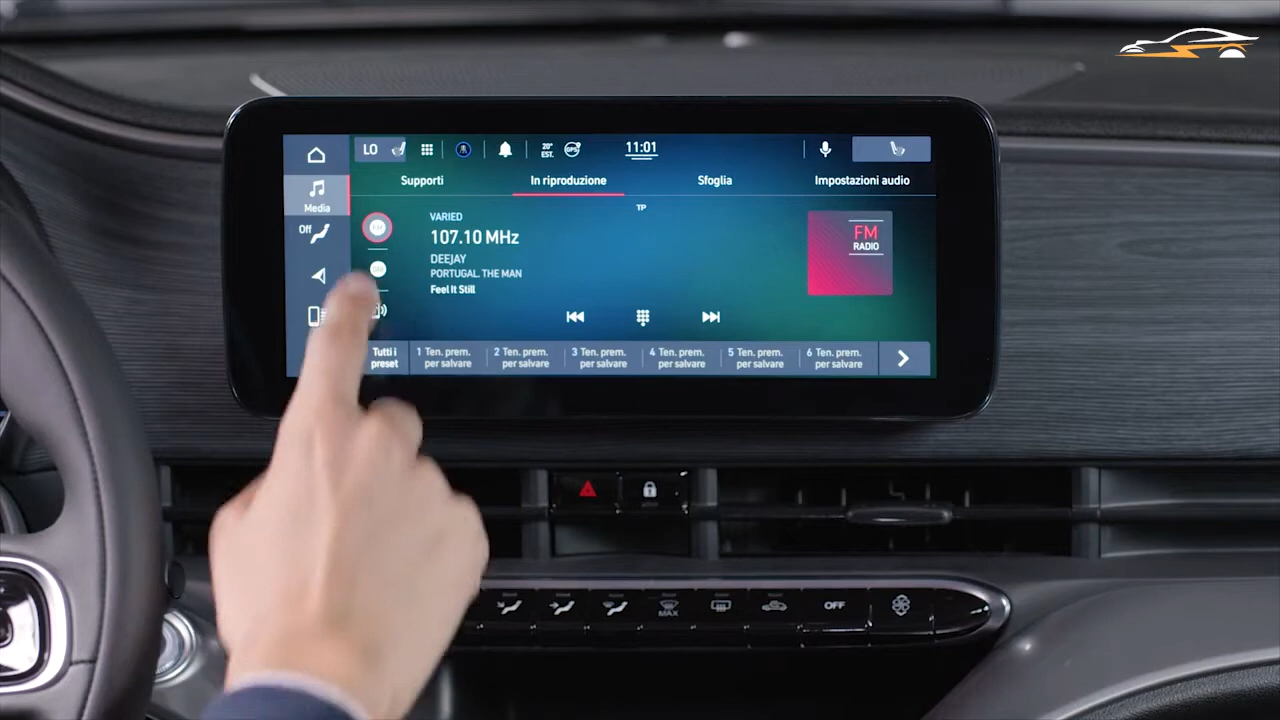 LO
20°
EST.
GPS
11:01
Supporti
In riproduzione
Sfoglia
Impostazioni audio
Media
TP
FM
VARIED
107.10 MHz
DEEJAY
PORTUGAL. THE MAN
Feel It Still
FM
RADIO
Off
Tutti i
preset
1 Ten. prem.
per salvare
2 Ten. prem.
per salvare
3 Ten. prem.
per salvare
4 Ten. prem.
per salvare
5 Ten. prem.
per salvare
6 Ten. prem.
per salvare
MAX
OFF